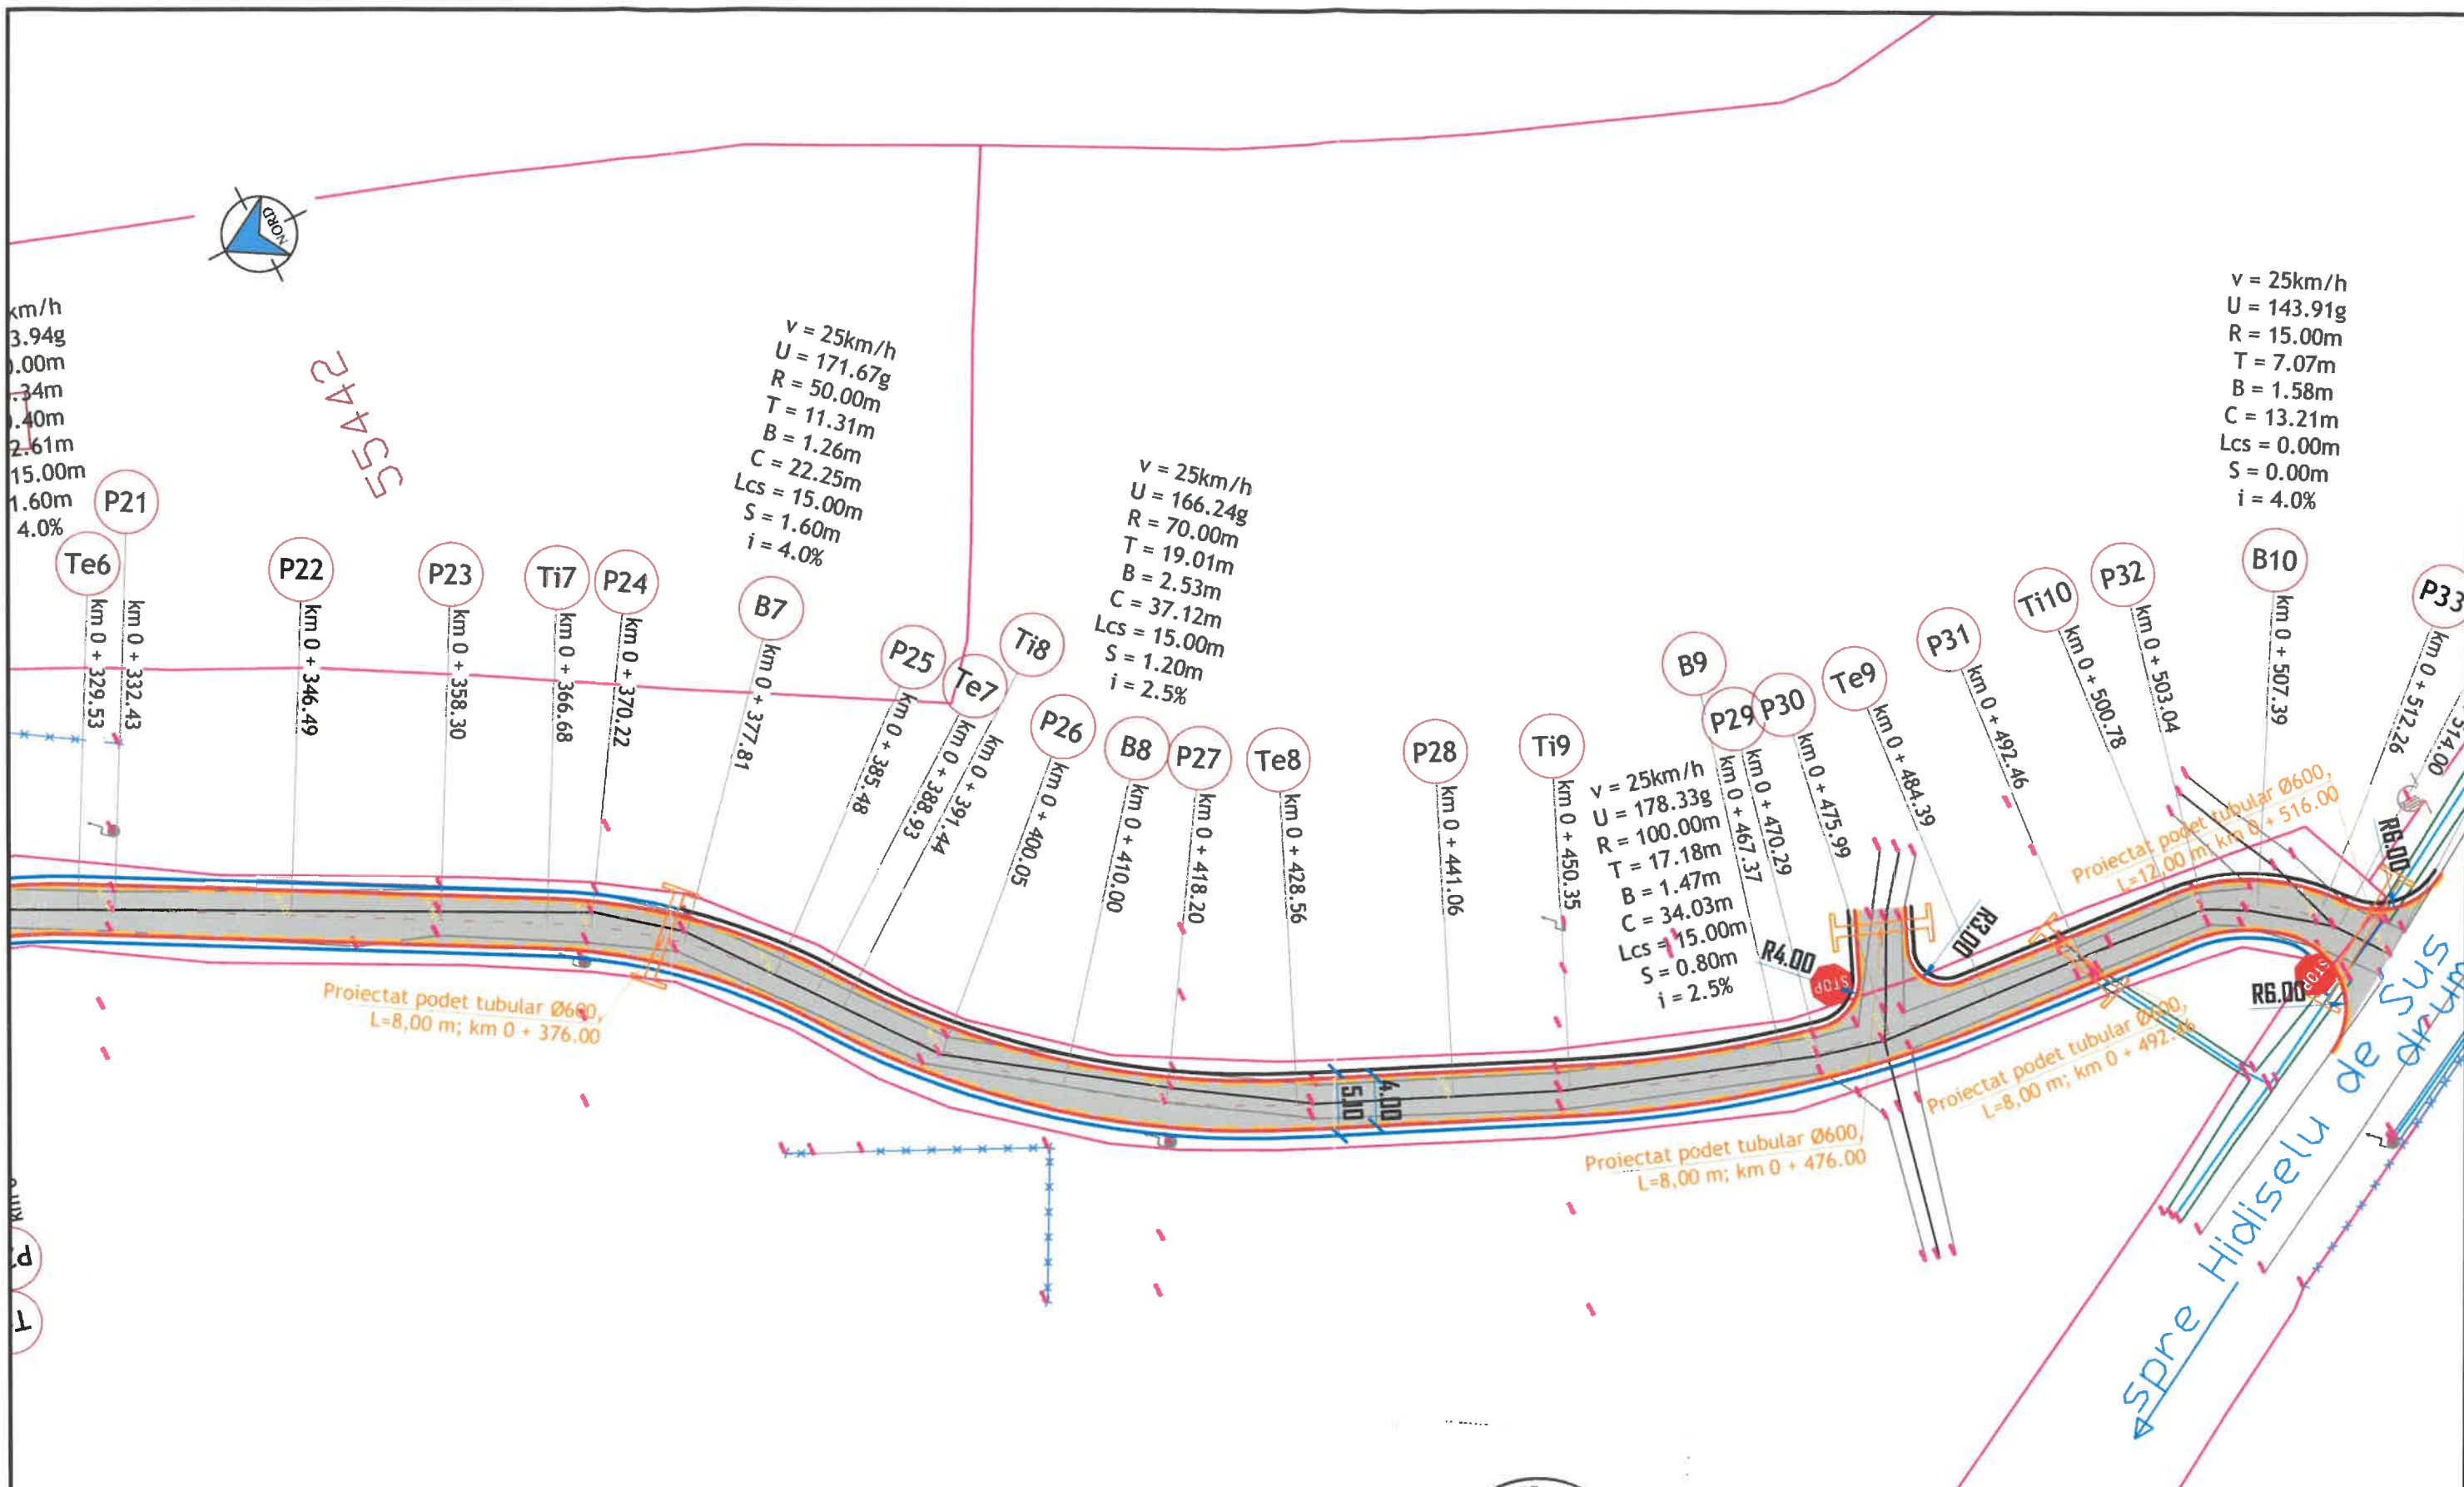 NORD
55442
km/h
3.94g
.00m
.34m
.40m
2.61m
15.00m
1.60m
4.0%
Te6
km 0 + 329.53
P21
km 0 + 332.43
P22
km 0 + 346.49
P23
km 0 + 358.30
Ti7
km 0 + 366.68
P24
km 0 + 370.22
v = 25km/h
U = 171.67g
R = 50.00m
T = 11.31m
B = 1.26m
C = 22.25m
Lcs = 15.00m
S = 1.60m
i = 4.0%
B7
km 0 + 377.81
P25
km 0 + 385.48
Te7
km 0 + 388.93
Ti8
km 0 + 391.44
P26
km 0 + 400.05
v = 25km/h
U = 166.24g
R = 70.00m
T = 19.01m
B = 2.53m
C = 37.12m
Lcs = 15.00m
S = 1.20m
i = 2.5%
B8
km 0 + 410.00
P27
km 0 + 418.20
Te8
km 0 + 428.56
P28
km 0 + 441.06
Ti9
km 0 + 450.35
v = 25km/h
U = 178.33g
R = 100.00m
T = 17.18m
B = 1.47m
C = 34.03m
Lcs = 15.00m
S = 0.80m
i = 2.5%
B9
km 0 + 467.37
P29
km 0 + 470.29
P30
km 0 + 475.99
Te9
km 0 + 484.39
P31
km 0 + 492.46
Ti10
km 0 + 500.78
P32
km 0 + 503.04
v = 25km/h
U = 143.91g
R = 15.00m
T = 7.07m
B = 1.58m
C = 13.21m
Lcs = 0.00m
S = 0.00m
i = 4.0%
B10
km 0 + 507.39
P33
km 0 + 512.26
514.00
Proiectat podet tubular Ø600,
L=12,00 m; km 0 + 516.00
R6.00
R3.00
R4.00
STOP
STOP
R6.00
Proiectat podet tubular Ø600,
L=8,00 m; km 0 + 376.00
5.10
4.00
Proiectat podet tubular Ø600,
L=8,00 m; km 0 + 476.00
Proiectat podet tubular Ø600,
L=8,00 m; km 0 + 492.46
spre Hidiselu de Sus
drum
km
P
T